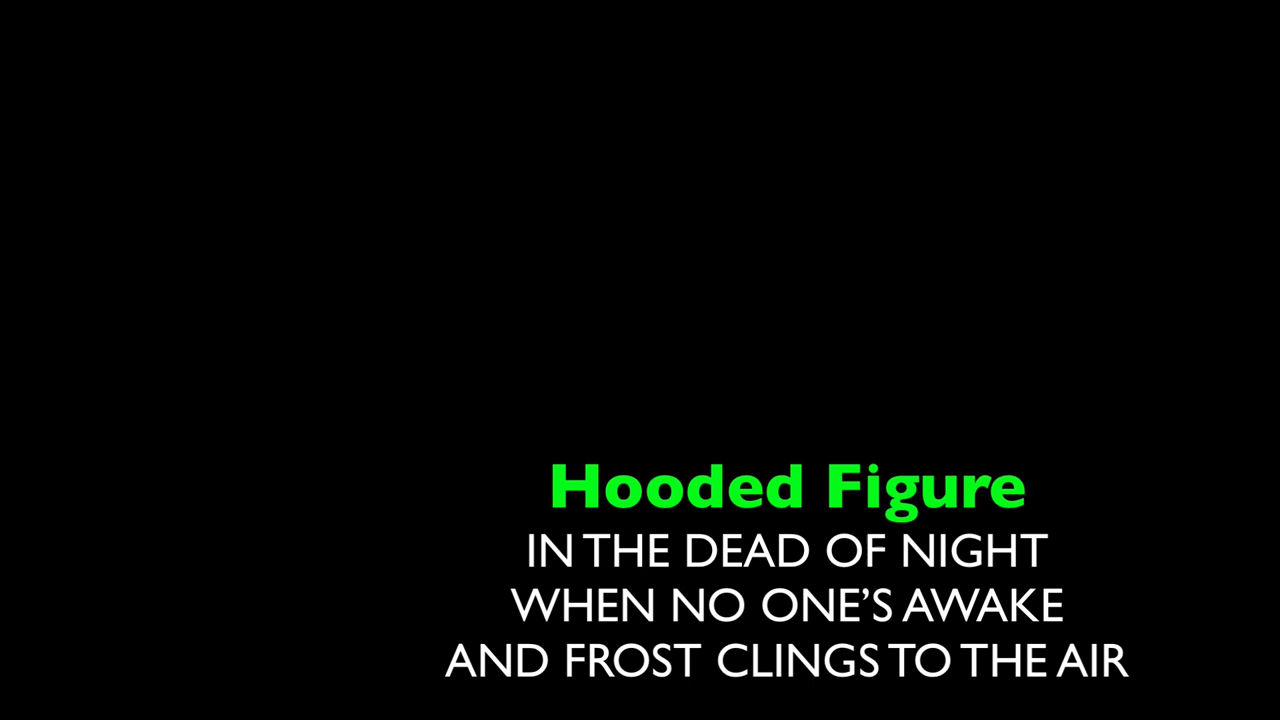 Hooded Figure
IN THE DEAD OF NIGHT
WHEN NO ONE’S AWAKE
AND FROST CLINGS TO THE AIR